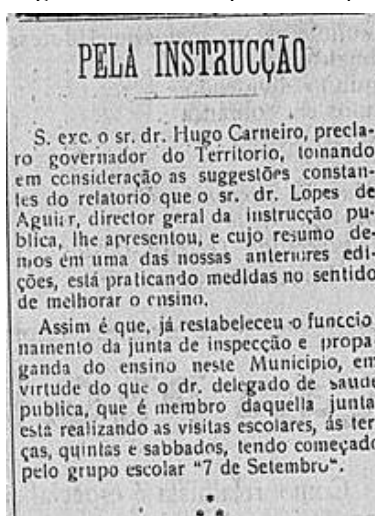 PELA INSTRUCÇÃO
S. exc. o sr. dr. Hugo Carneiro, precla-
ro governador do Territorio, tomando
em consideração as suggestões constan-
tes do relatorio que o sr. dr. Lopes de
Aguiar, director geral da instrucção pu-
blica, lhe apresentou, e cujo resumo de-
mos em uma das nossas anteriores edi-
ções, está praticando medidas no sentido
de melhorar o ensino.
Assim é que, já restabeleceu o funccio
namento da junta de inspecção e propa-
ganda do ensino neste Municipio, em
virtude do que o dr. delegado de saude
publica, que é membro daquella junta
está realizando as visitas escolares, ás ter
ças, quintas e sabbados, tendo começado
pelo grupo escolar "7 de Setembro".